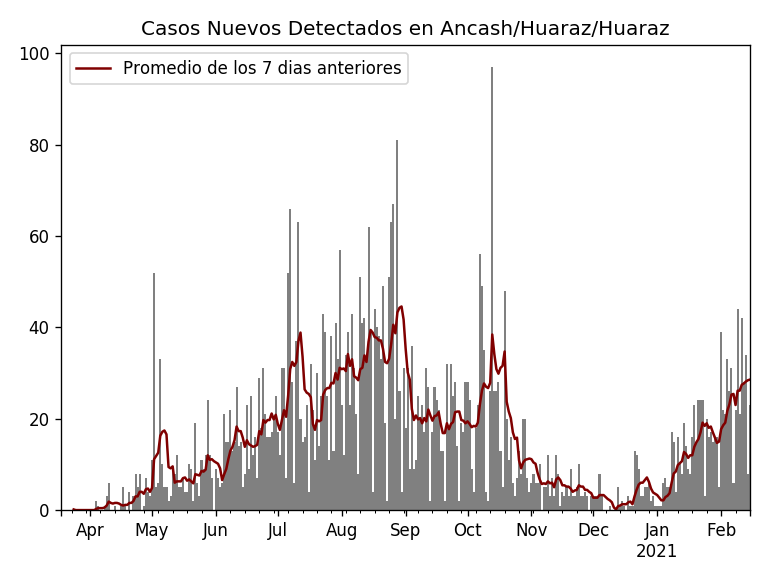 Casos Nuevos Detectados en Ancash/Huaraz/Huaraz
Promedio de los 7 dias anteriores
100
80
60
40
20
0
Apr May Jun Jul Aug Sep Oct Nov Dec Jan Feb
2021